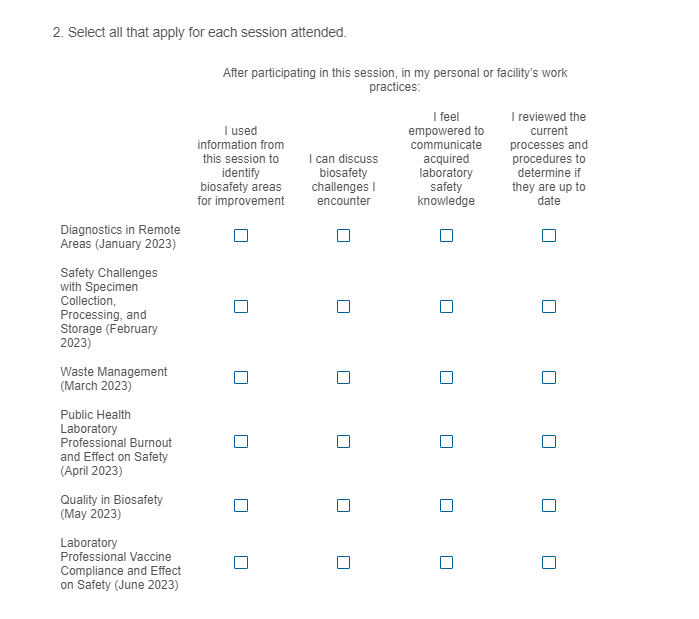 2. Select all that apply for each session attended.
After participating in this session, in my personal or facility's work
practices:
I used
information from
this session to
identify
biosafety areas
for improvement
I can discuss
biosafety
challenges I
encounter
I feel
empowered to
communicate
acquired
laboratory
safety
knowledge
I reviewed the
current
processes and
procedures to
determine if
they are up to
date
Diagnostics in Remote
Areas (January 2023)
Safety Challenges
with Specimen
Collection,
Processing, and
Storage (February
2023)
Waste Management
(March 2023)
Public Health
Laboratory
Professional Burnout
and Effect on Safety
(April 2023)
Quality in Biosafety
(May 2023)
Laboratory
Professional Vaccine
Compliance and Effect
on Safety (June 2023)